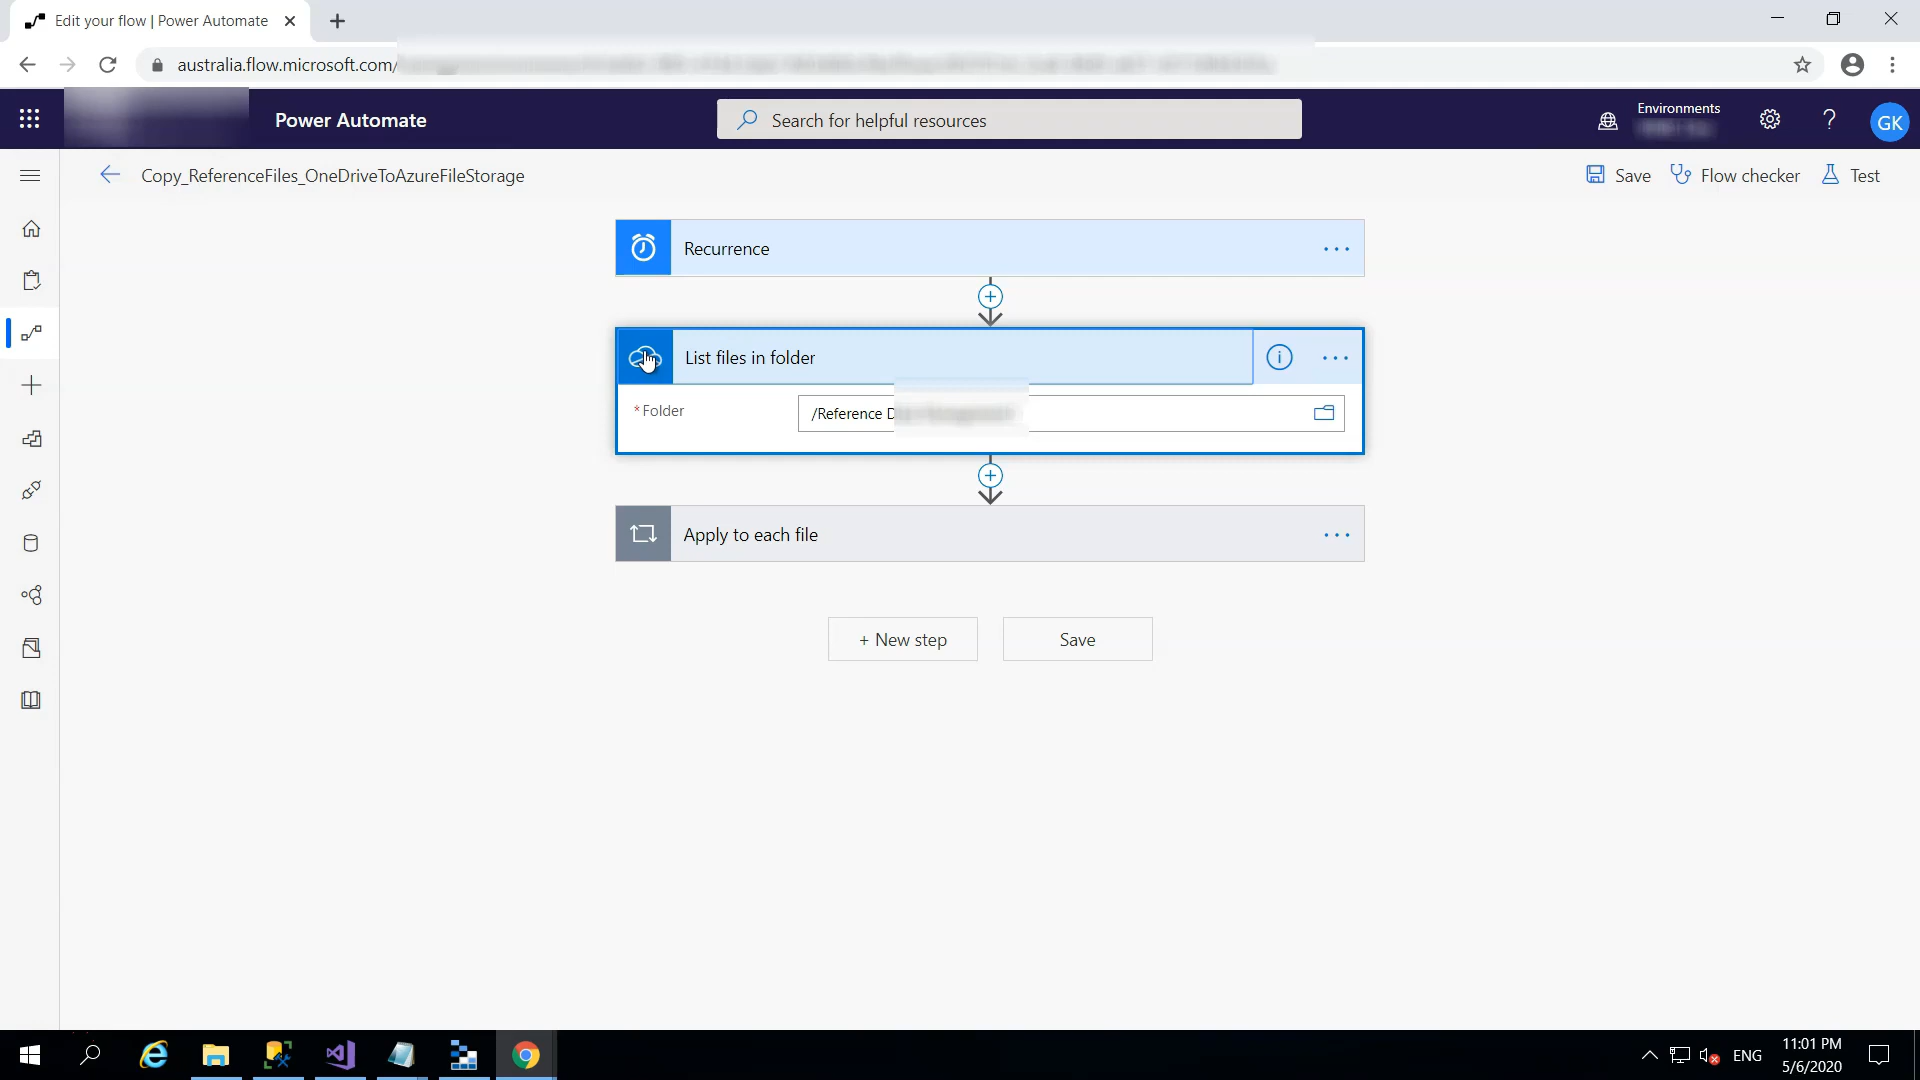 Edit your flow | Power Automate
australia.flow.microsoft.com/
Power Automate
Search for helpful resources
Environments
GK
Copy_ReferenceFiles_OneDriveToAzureFileStorage
Save
Flow checker
Test
Recurrence
List files in folder
* Folder
/Reference
Apply to each file
+ New step
Save
ENG
11:01 PM
5/6/2020